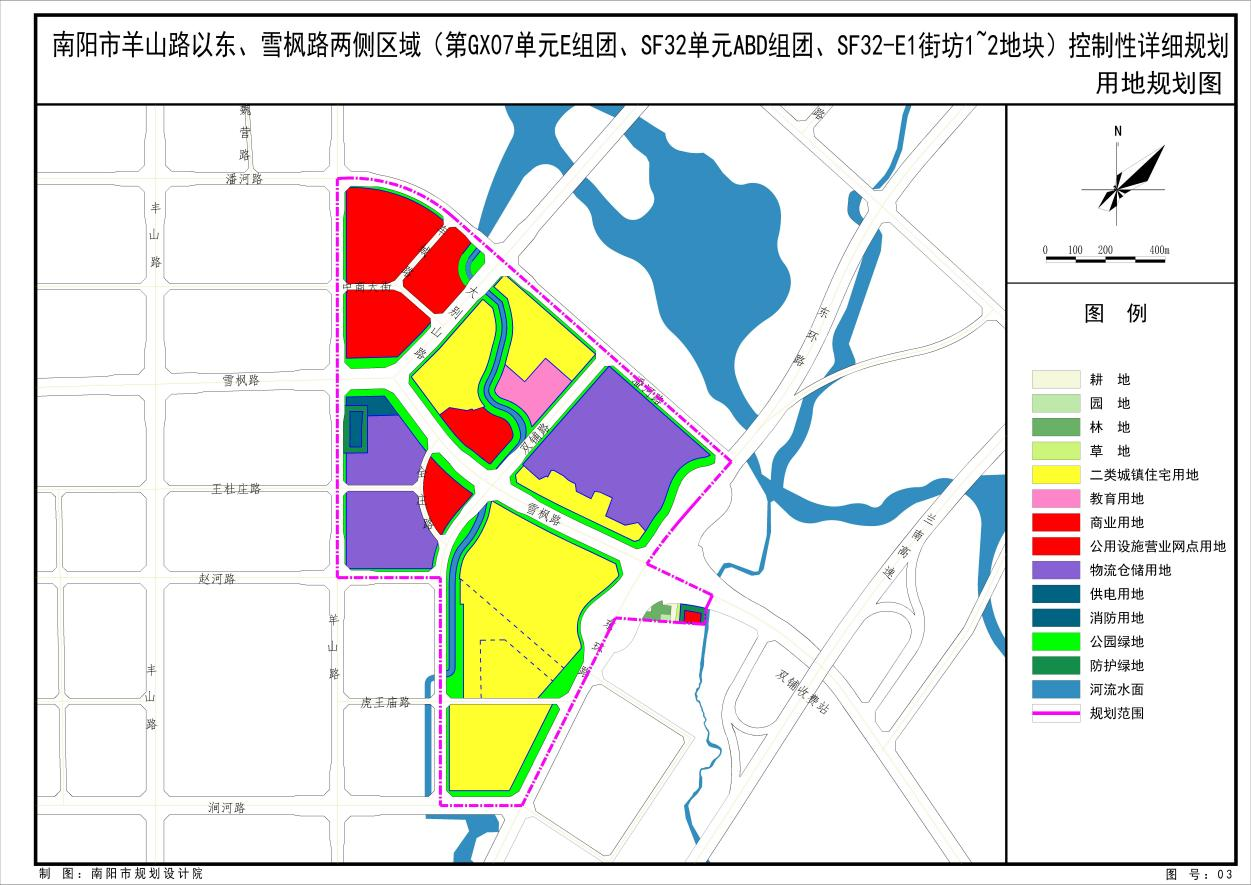 南阳市羊山路以东、雪枫路两侧区域（第GX07单元E组团、SF32单元ABD组团、SF32-E1街坊1~2地块）控制性详细规划
用地规划图
魏营路
路
潘河路
丰山路
中南大街
大别山路
东环路
雪枫路
双铺路
王杜庄路
雪枫路
兰南高速
赵河路
羊山路
东环路
丰山路
虎王庙路
双铺收费站
涧河路
N
0 100 200 400m
图 例
耕 地
园 地
林 地
草 地
二类城镇住宅用地
教育用地
商业用地
公用设施营业网点用地
物流仓储用地
供电用地
消防用地
公园绿地
防护绿地
河流水面
规划范围
制 图：南阳市规划设计院
图 号：03